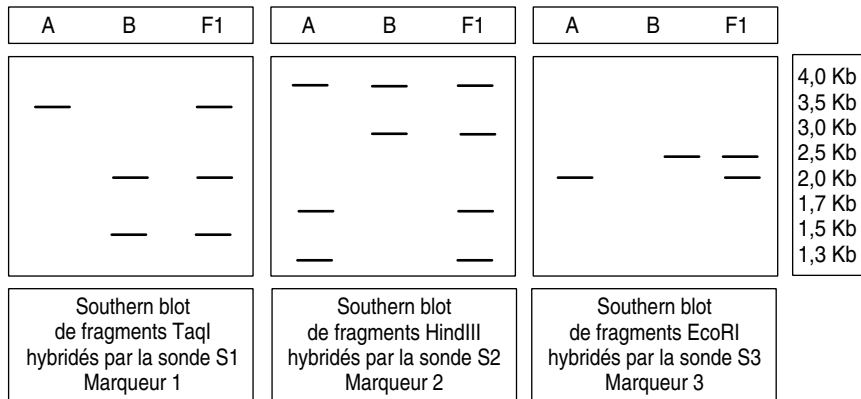 A B F1
A B F1
A B F1
4,0 Kb
3,5 Kb
3,0 Kb
2,5 Kb
2,0 Kb
1,7 Kb
1,5 Kb
1,3 Kb
Southern blot
de fragments TaqI
hybridés par la sonde S1
Marqueur 1
Southern blot
de fragments HindIII
hybridés par la sonde S2
Marqueur 2
Southern blot
de fragments EcoRI
hybridés par la sonde S3
Marqueur 3